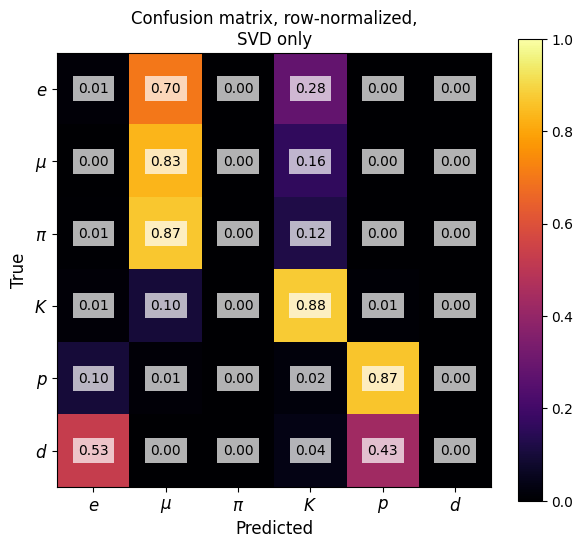 Confusion matrix, row-normalized,
SVD only
e 0.01 0.70 0.00 0.28 0.00 0.00
μ 0.00 0.83 0.00 0.16 0.00 0.00
π 0.01 0.87 0.00 0.12 0.00 0.00
K 0.01 0.10 0.00 0.88 0.01 0.00
p 0.10 0.01 0.00 0.02 0.87 0.00
d 0.53 0.00 0.00 0.04 0.43 0.00
e μ π K p d
Predicted
True
1.0
0.8
0.6
0.4
0.2
0.0